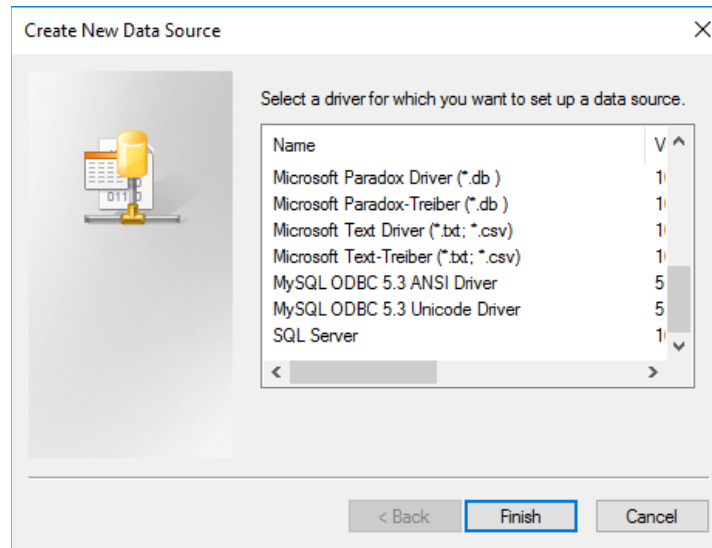 Create New Data Source
Select a driver for which you want to set up a data source.
Name
Microsoft Paradox Driver (*.db )
Microsoft Paradox-Treiber (*.db )
Microsoft Text Driver (*.txt; *.csv)
Microsoft Text-Treiber (*.txt; *.csv)
MySQL ODBC 5.3 ANSI Driver 5
MySQL ODBC 5.3 Unicode Driver 5
SQL Server
< Back Finish Cancel